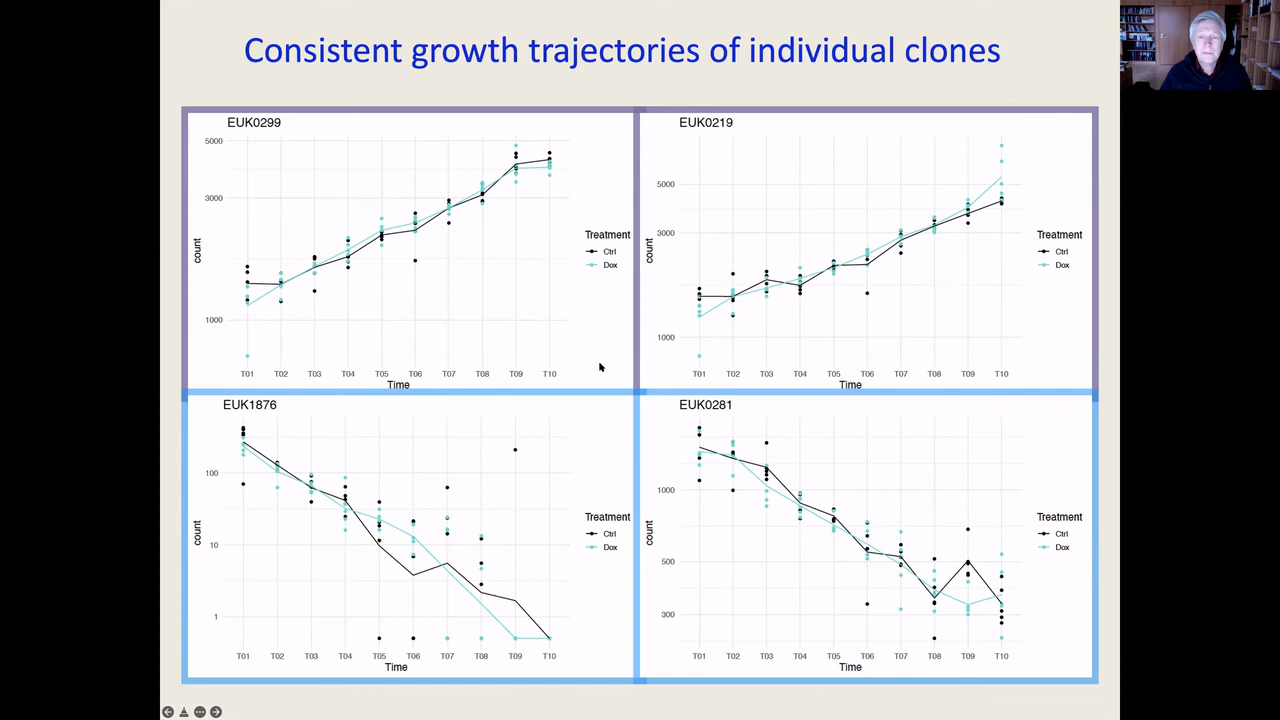 Consistent growth trajectories of individual clones
EUK0299
5000
3000
1000
count
T01 T02 T03 T04 T05 T06 T07 T08 T09 T10
Time
Treatment
Ctrl
Dox
EUK0219
5000
3000
1000
count
T01 T02 T03 T04 T05 T06 T07 T08 T09 T10
Time
Treatment
Ctrl
Dox
EUK1876
100
10
1
count
T01 T02 T03 T04 T05 T06 T07 T08 T09 T10
Time
Treatment
Ctrl
Dox
EUK0281
1000
500
300
count
T01 T02 T03 T04 T05 T06 T07 T08 T09 T10
Time
Treatment
Ctrl
Dox